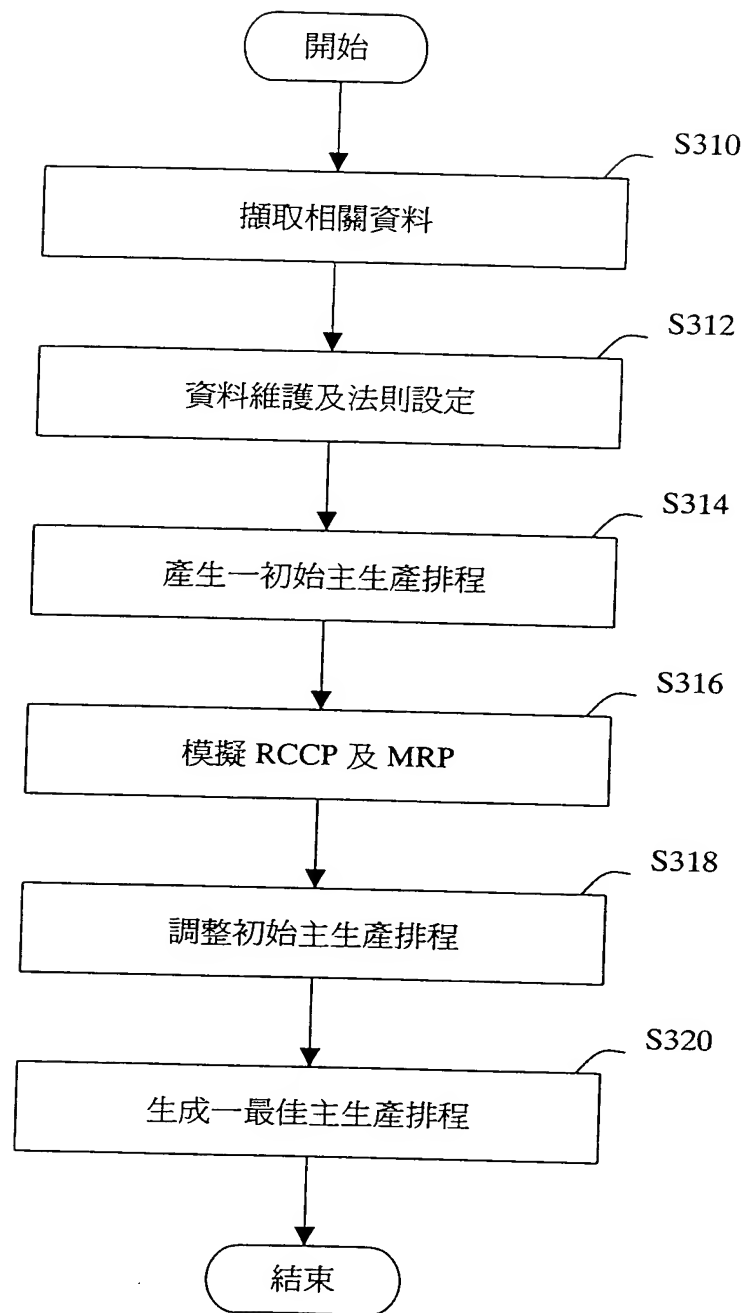 開始
S310
擷取相關資料
S312
資料維護及法則設定
S314
產生一初始主生產排程
S316
模擬 RCCP 及 MRP
S318
調整初始主生產排程
S320
生成一最佳主生產排程
結束